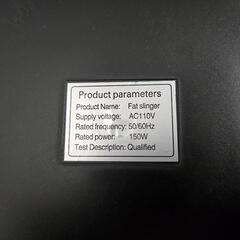 Product parameters
Product Name: Fat slinger
Supply voltage: AC110V
Rated frequency: 50/60Hz
Rated power: 150W
Test Description: Qualified